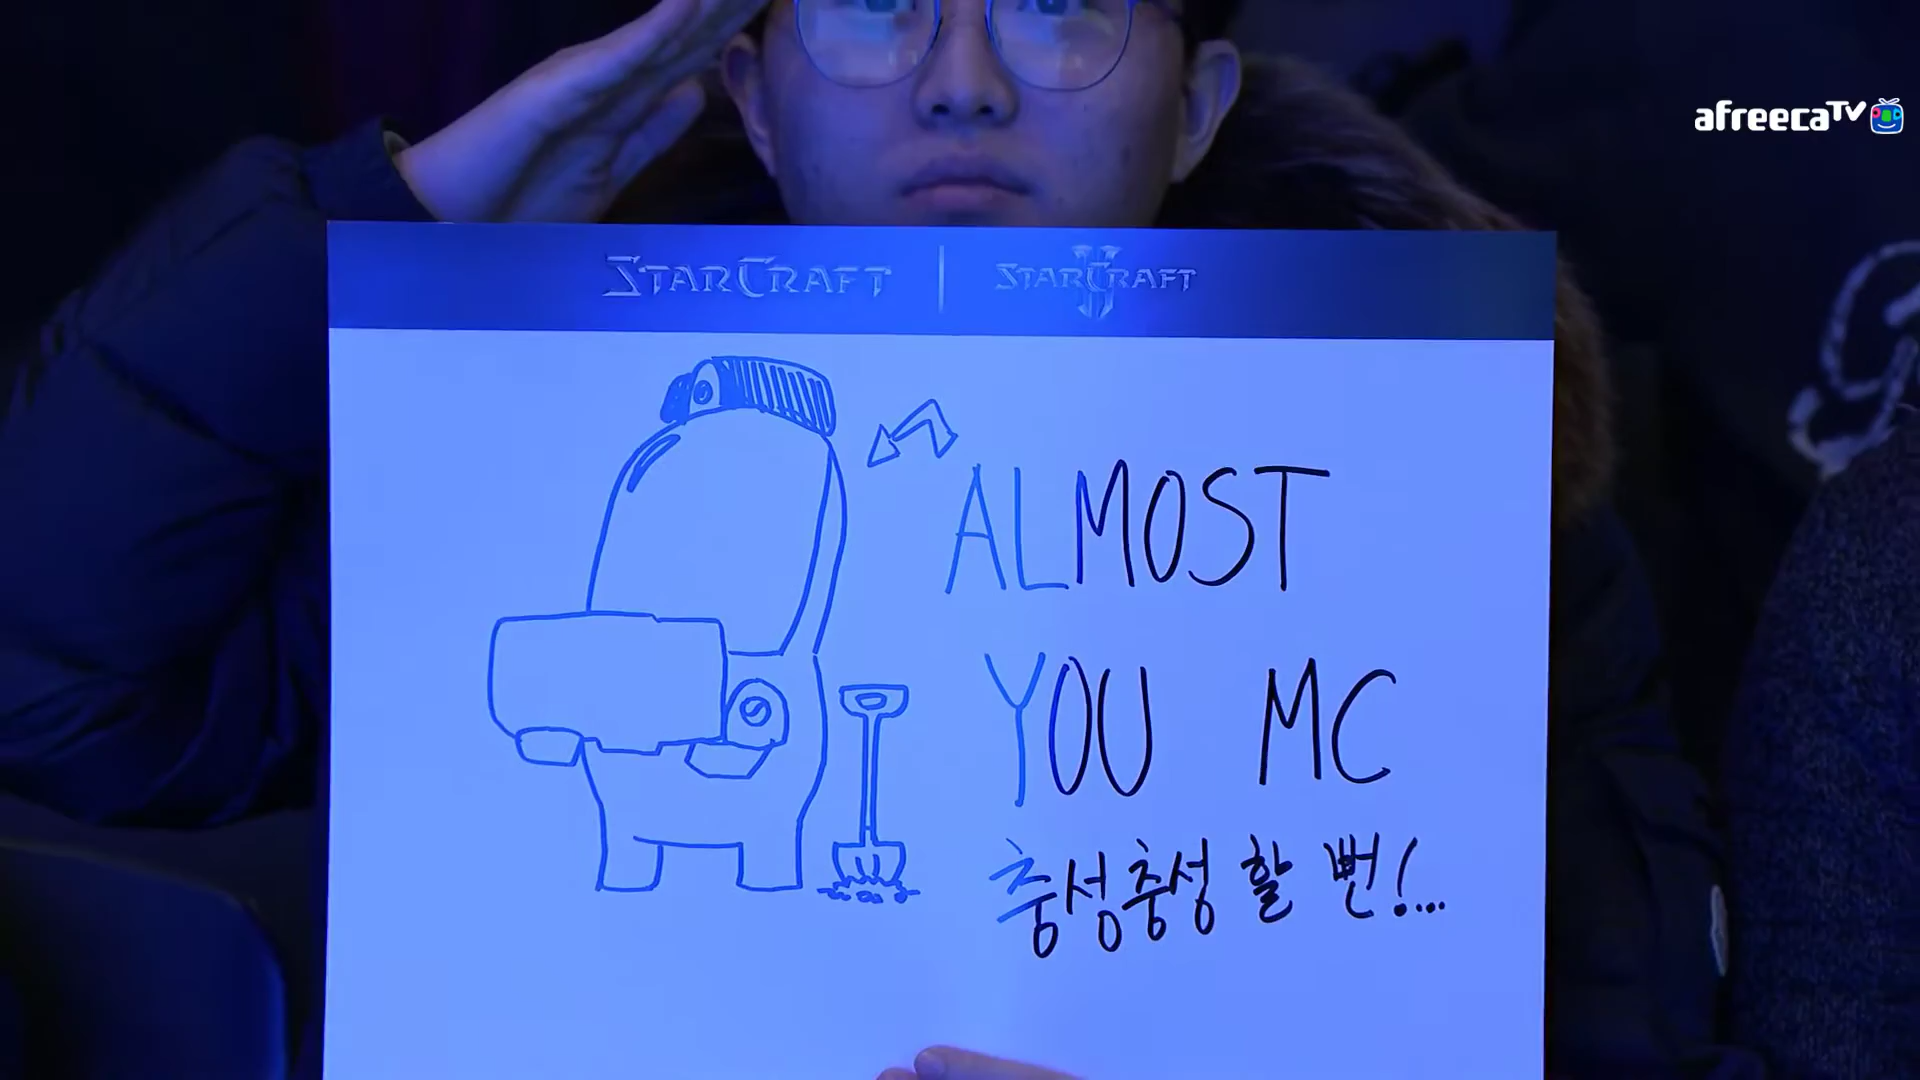 afreecaTV
STARCRAFT | STARCRAFT II
ALMOST
YOU MC
충성충성 할 뻔!...